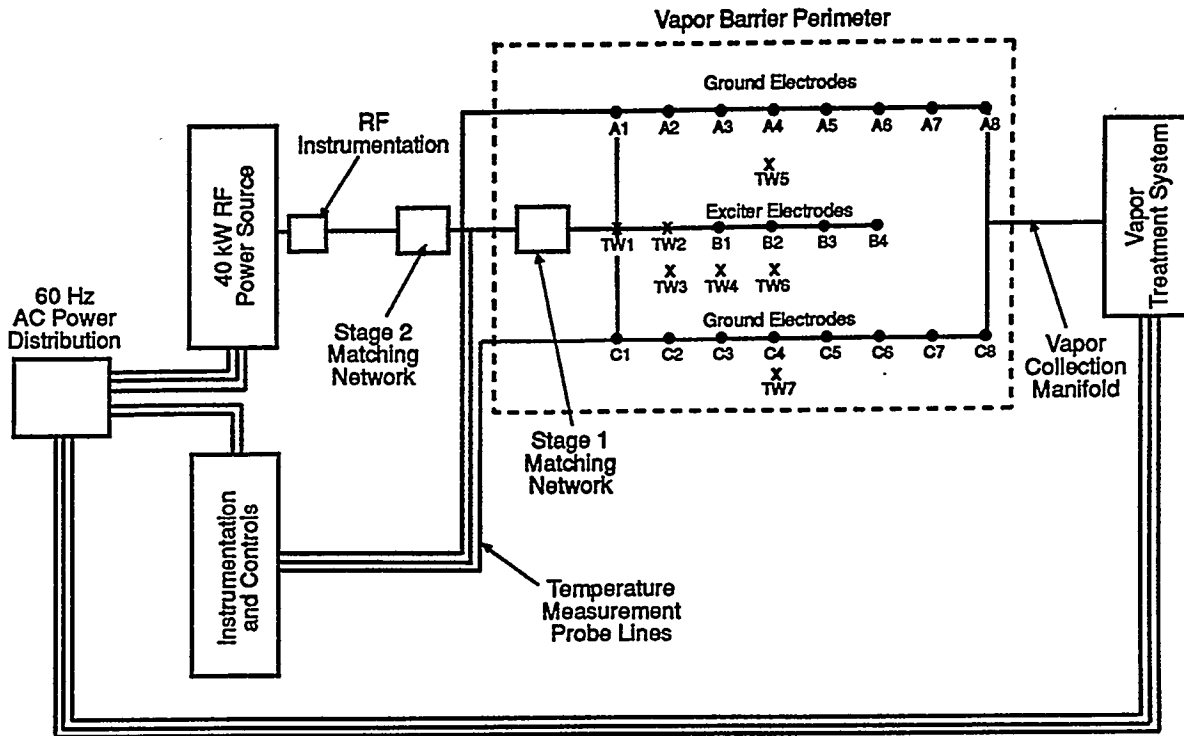 Vapor Barrier Perimeter
Ground Electrodes
A1 A2 A3 A4 A5 A6 A7 A8
RF
Instrumentation
40 kW RF
Power Source
TW5
Exciter Electrodes
TW1 TW2 B1 B2 B3 B4
TW3 TW4 TW6
Ground Electrodes
C1 C2 C3 C4 C5 C6 C7 C8
TW7
Vapor
Treatment System
60 Hz
AC Power
Distribution
Stage 2
Matching
Network
Vapor
Collection
Manifold
Stage 1
Matching
Network
Instrumentation
and Controls
Temperature
Measurement
Probe Lines